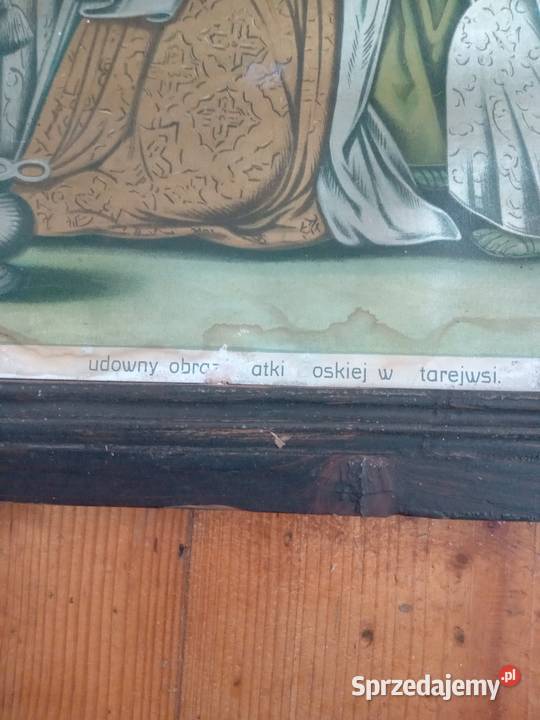 udowny obraz atki oskiej w tarejwsi.
Sprzedajemy.pl